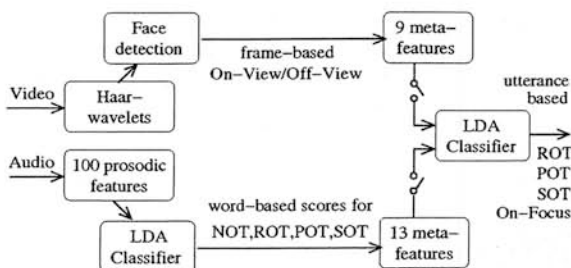 Face
detection
frame-based
On-View/Off-View
9 meta-
features
Video
Haar-
wavelets
utterance
based
LDA
Classifier
ROT
POT
SOT
On-Focus
Audio
100 prosodic
features
LDA
Classifier
word-based scores for
NOT,ROT,POT,SOT
13 meta-
features